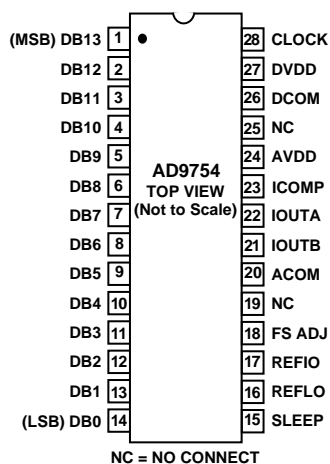 (MSB) DB13 1 28 CLOCK
DB12 2 27 DVDD
DB11 3 26 DCOM
DB10 4 25 NC
DB9 5 24 AVDD
DB8 6 23 ICOMP
DB7 7 22 IOUTA
DB6 8 21 IOUTB
DB5 9 20 ACOM
DB4 10 19 NC
DB3 11 18 FS ADJ
DB2 12 17 REFIO
DB1 13 16 REFLO
(LSB) DB0 14 15 SLEEP
AD9754
TOP VIEW
(Not to Scale)
NC = NO CONNECT